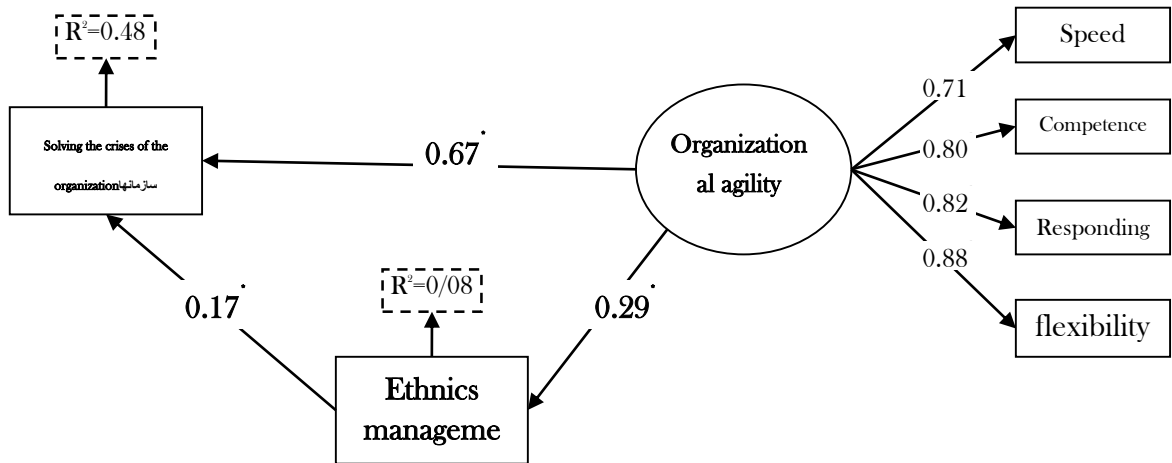 R²=0.48
Solving the crises of the
organizationسازمانها
0.67*
Organization
al agility
0.71
0.80
0.82
0.88
Speed
Competence
Responding
flexibility
0.17*
R²=0/08
0.29*
Ethnics
manageme